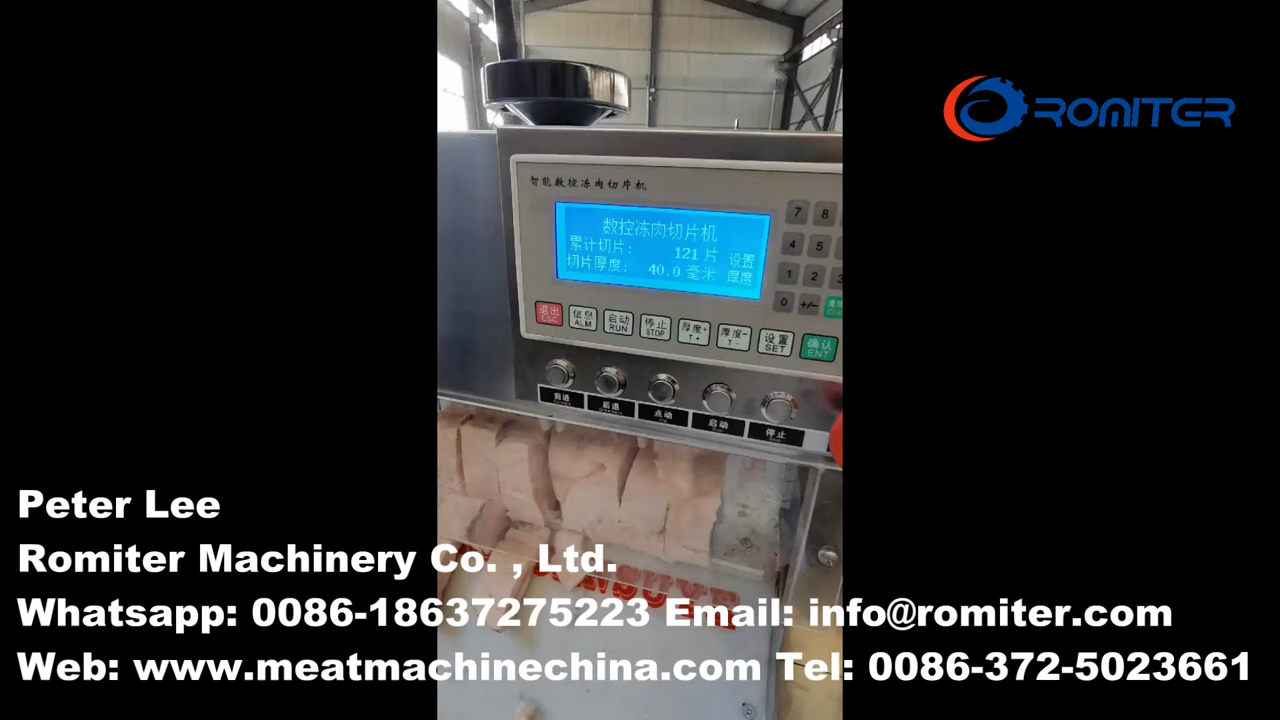 ROMITER
智能数控冻肉切片机
数控冻肉切片机
累计切片: 121 片 设置
切片厚度: 40.0 毫米 厚度
7 8
4 5
1 2 3
0 +/-
退出 ESC
信息 ALM
启动 RUN
停止 STOP
厚度+ T+
厚度- T-
设置 SET
确认 ENT
前进
后退
点动
启动
停止
Peter Lee
Romiter Machinery Co. , Ltd.
Whatsapp: 0086-18637275223 Email: info@romiter.com
Web: www.meatmachinechina.com Tel: 0086-372-5023661